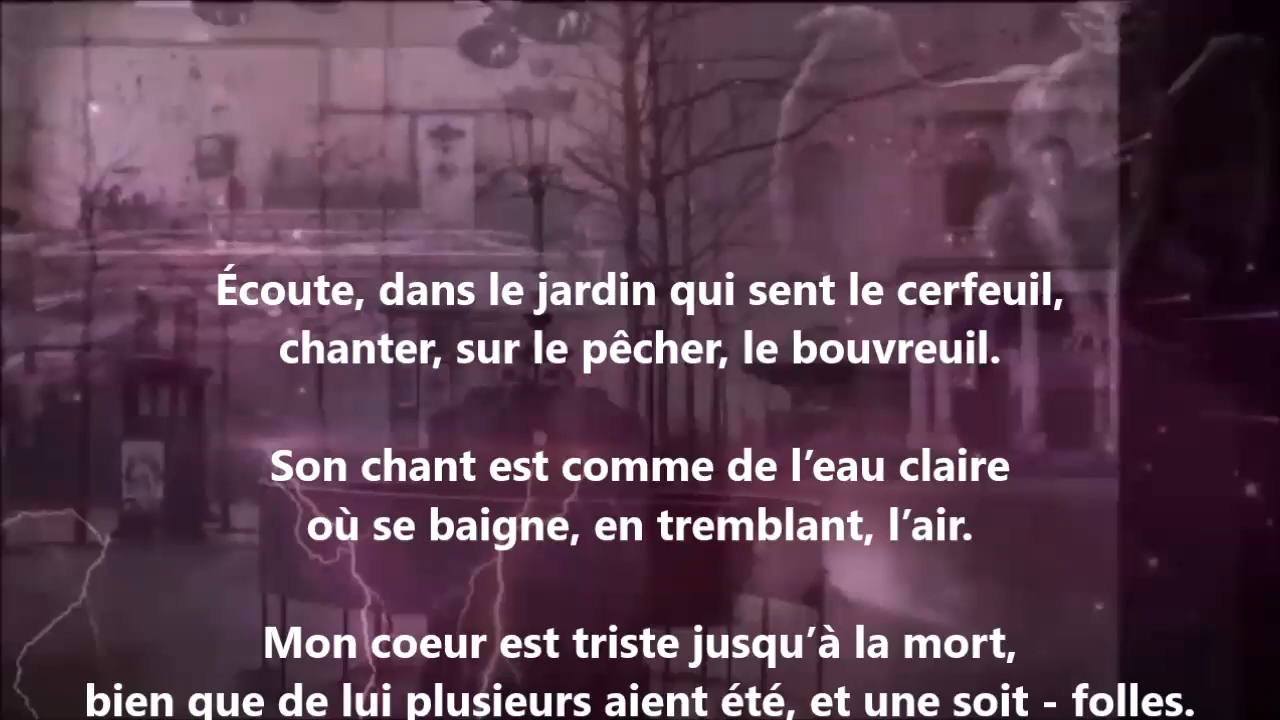 Écoute, dans le jardin qui sent le cerfeuil,
chanter, sur le pêcher, le bouvreuil.
Son chant est comme de l’eau claire
où se baigne, en tremblant, l’air.
Mon coeur est triste jusqu’à la mort,
bien que de lui plusieurs aient été, et une soit - folles.